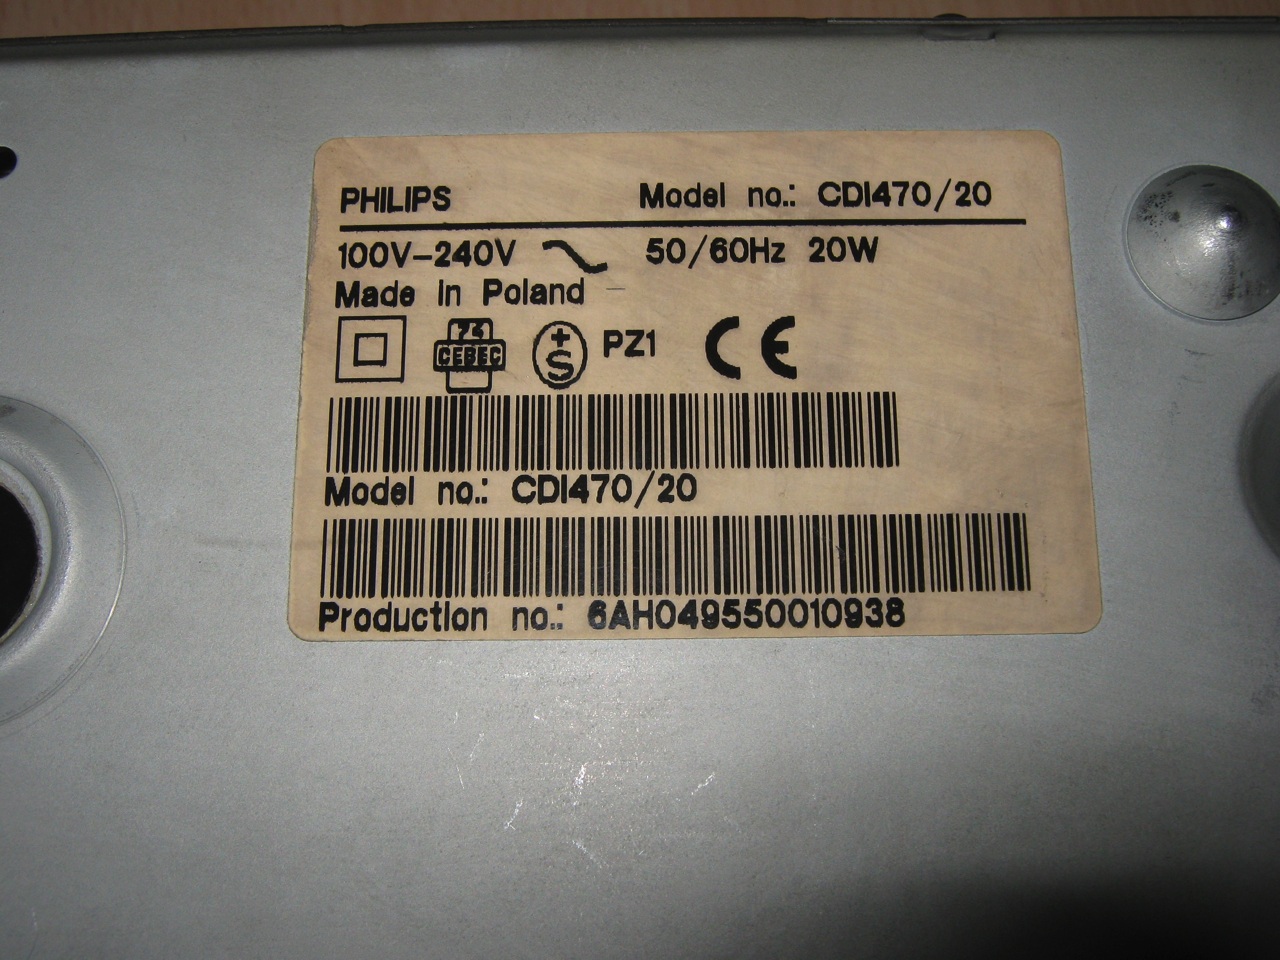 PHILIPS Model no.: CDI470/20
100V-240V 50/60Hz 20W
Made in Poland
74 CEBEC +S PZ1 CE
Model no.: CDI470/20
Production no.: 6AH049550010938